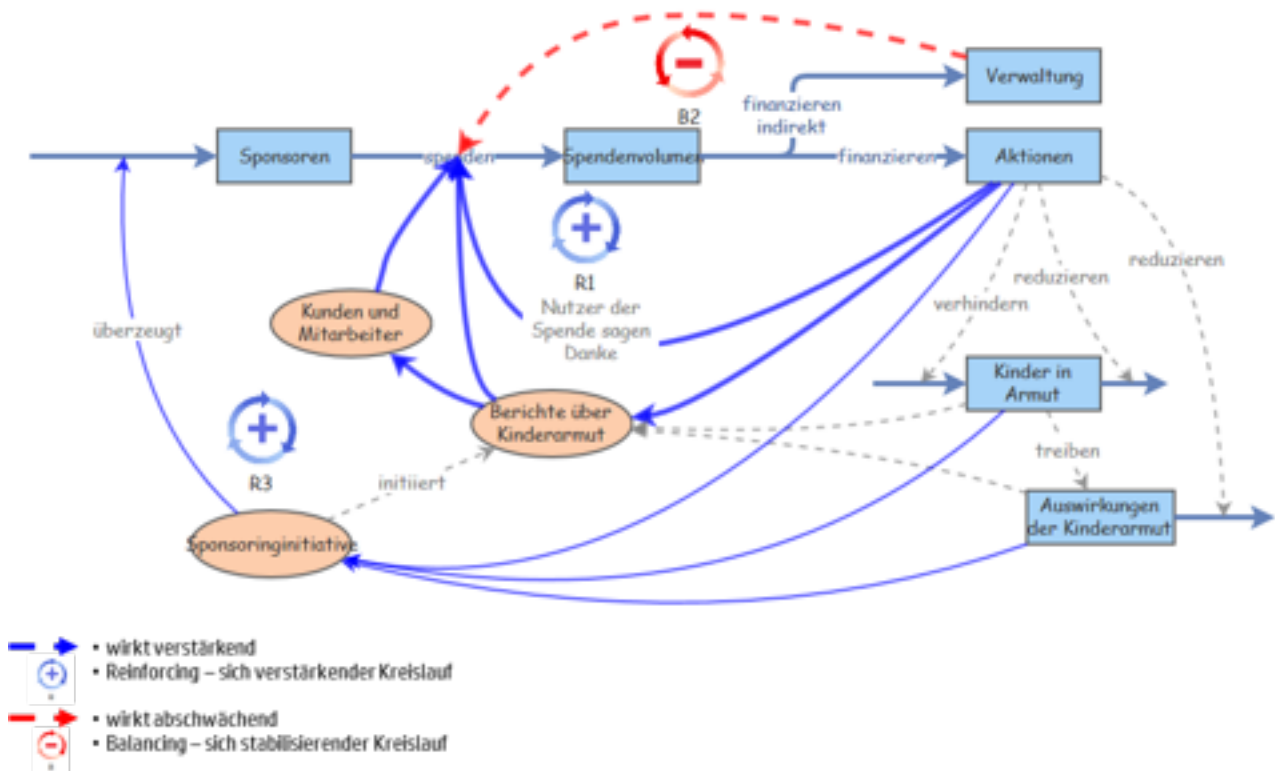 B2
finanzieren
indirekt
Verwaltung
Sponsoren
spenden
Spendenvolumen
finanzieren
Aktionen
R1
Nutzer der
Spende sagen
Danke
Kunden und
Mitarbeiter
überzeugt
verhindern
reduzieren
reduzieren
Kinder in
Armut
Berichte über
Kinderarmut
treiben
R3
initiiert
Auswirkungen
der Kinderarmut
Sponsoringinitiative
• wirkt verstärkend
• Reinforcing – sich verstärkender Kreislauf
• wirkt abschwächend
• Balancing – sich stabilisierender Kreislauf